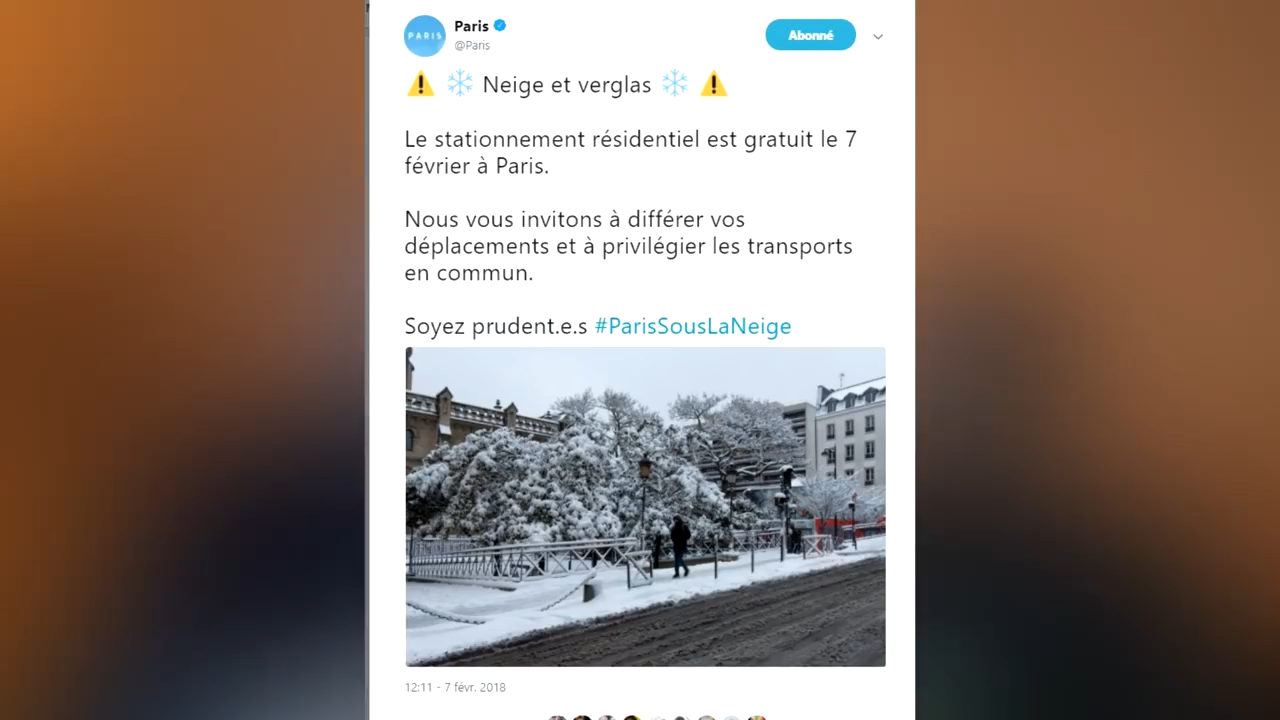 PARIS
Paris
@Paris
Abonné
⚠️ ❄️ Neige et verglas ❄️ ⚠️
Le stationnement résidentiel est gratuit le 7
février à Paris.
Nous vous invitons à différer vos
déplacements et à privilégier les transports
en commun.
Soyez prudent.e.s #ParisSousLaNeige
12:11 - 7 févr. 2018